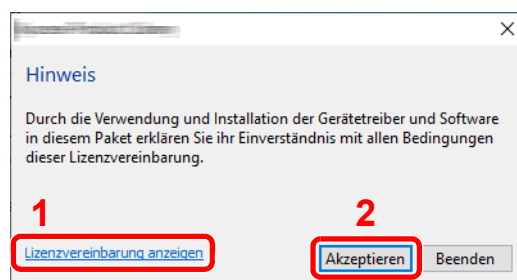 Hinweis
Durch die Verwendung und Installation der Gerätetreiber und Software
in diesem Paket erklären Sie ihr Einverständnis mit allen Bedingungen
dieser Lizenzvereinbarung.
1
2
Lizenzvereinbarung anzeigen
Akzeptieren
Beenden